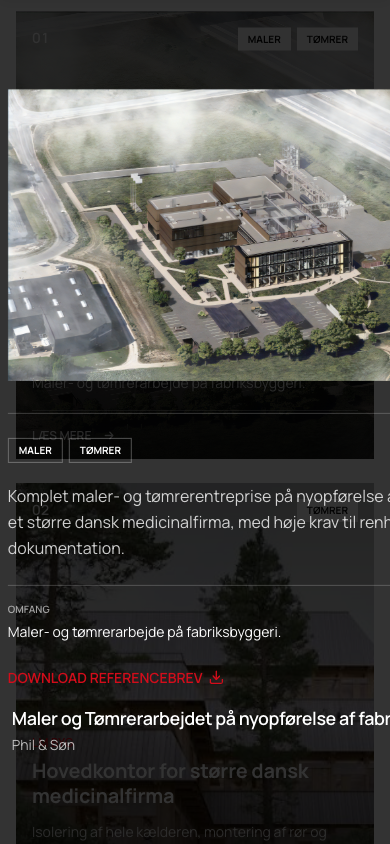 01
MALER
TØMRER
Maler- og tømrerarbejde på fabriksbyggeri.
LÆS MERE
MALER
TØMRER
Komplet maler- og tømrerentreprise på nyopførelse
et større dansk medicinalfirma, med høje krav til
dokumentation.
02
TØMRER
OMFANG
Maler- og tømrerarbejde på fabriksbyggeri.
DOWNLOAD REFERENCEBREV
Maler og Tømrerarbejdet på nyopførelse af
Phil & Søn
Hovedkontor for større dansk
medicinalfirma
Isolering af hele kælderen, montering af rør og